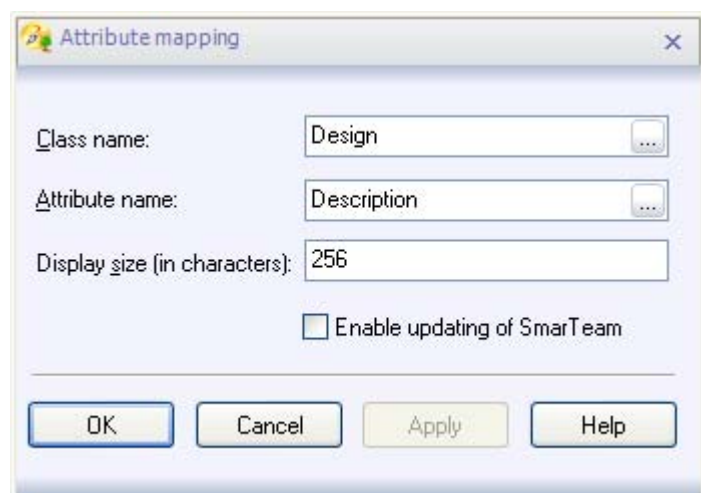 Attribute mapping
Class name: Design ...
Attribute name: Description ...
Display size (in characters): 256
Enable updating of SmarTeam
OK Cancel Apply Help